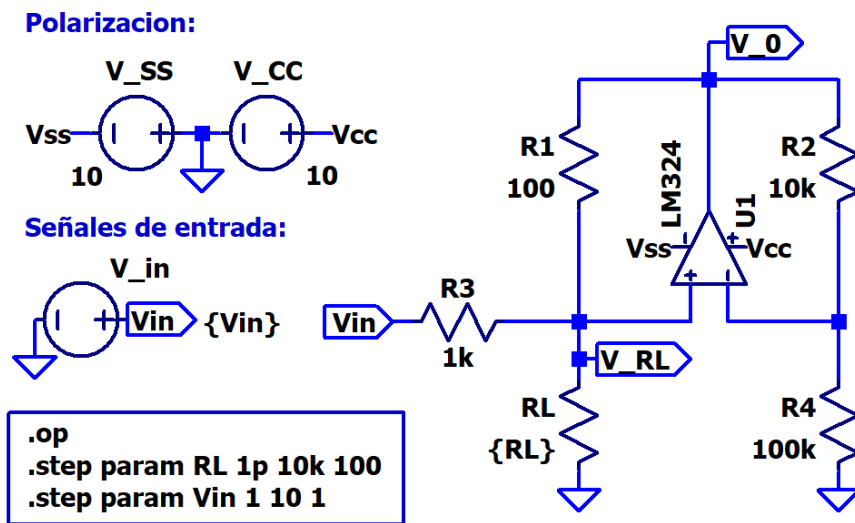 Polarizacion:
V_SS
V_CC
Vss
Vcc
10
10
Señales de entrada:
V_in
Vin
{Vin}
.op
.step param RL 1p 10k 100
.step param Vin 1 10 1
V_0
R1
100
R2
10k
LM324
U1
Vss
Vcc
Vin
R3
1k
V_RL
RL
{RL}
R4
100k